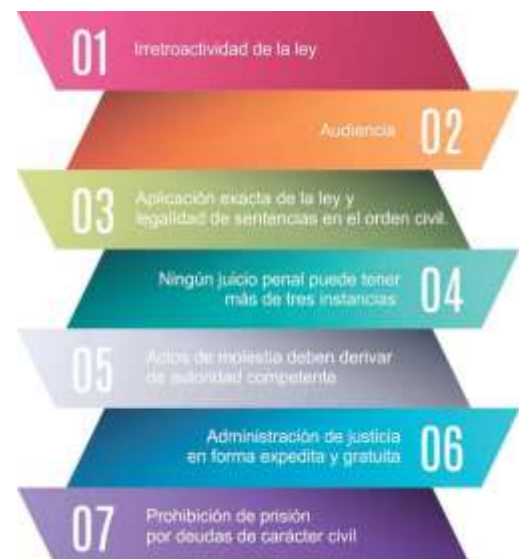 01
Irretroactividad de la ley
Audiencia
02
03
Aplicación exacta de la ley y
legalidad de sentencias en el orden civil.
Ningún juicio penal puede tener
más de tres instancias
04
05
Actos de molestia deben derivar
de autoridad competente
Administración de justicia
en forma expedita y gratuita
06
07
Prohibición de prisión
por deudas de carácter civil